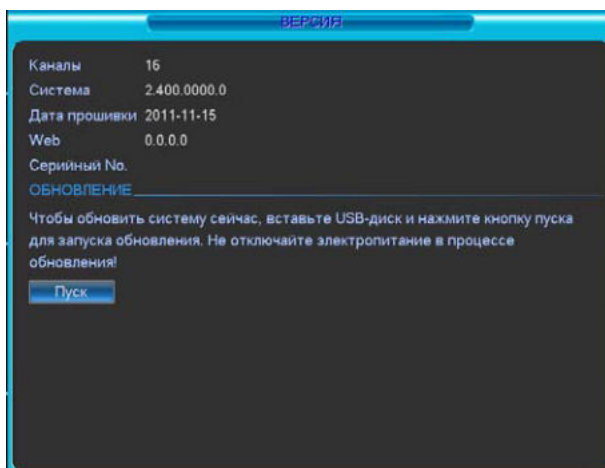 ВЕРСИЯ
Каналы 16
Система 2.400.0000.0
Дата прошивки 2011-11-15
Web 0.0.0.0
Серийный No.
ОБНОВЛЕНИЕ
Чтобы обновить систему сейчас, вставьте USB-диск и нажмите кнопку пуска
для запуска обновления. Не отключайте электропитание в процессе
обновления!
Пуск